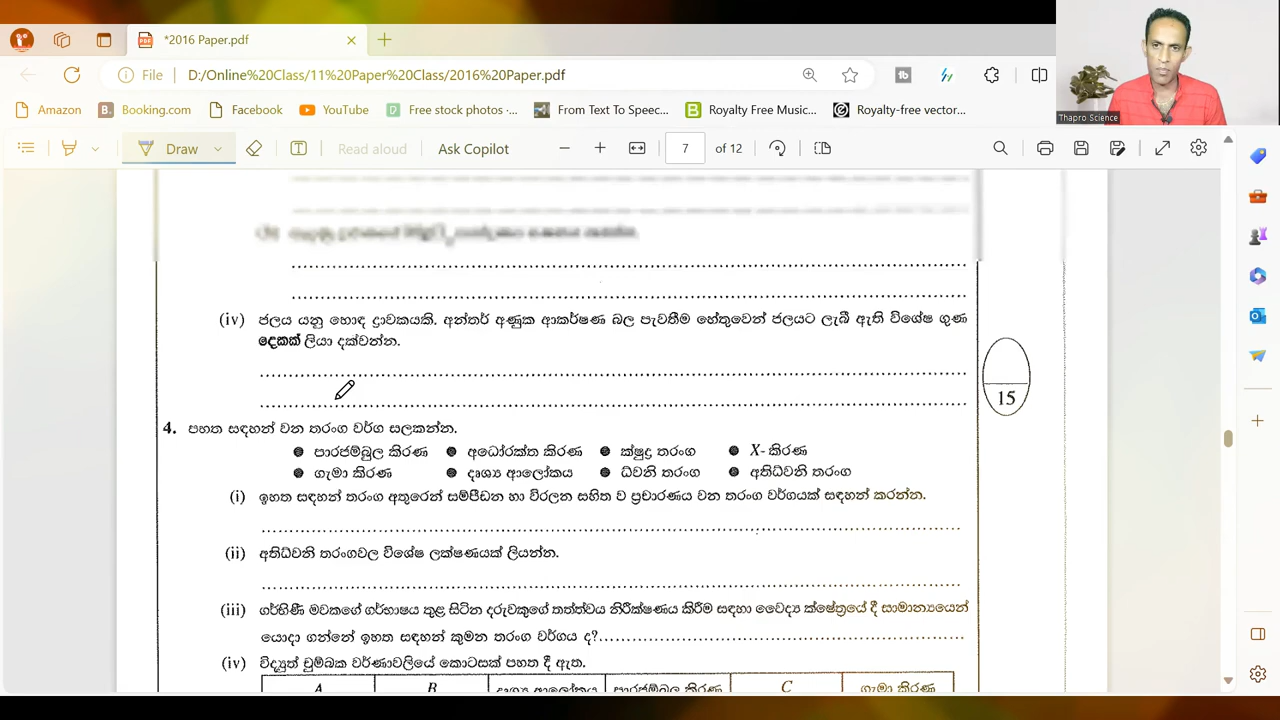 *2016 Paper.pdf
File D:/Online%20Class/11%20Paper%20Class/2016%20Paper.pdf
Thapro Science
Amazon Booking.com Facebook YouTube Free stock photos ·... From Text To Speec... Royalty Free Music... Royalty-free vector...
Draw Read aloud Ask Copilot 7 of 12
(iv) ජලය යනු හොඳ ද්‍රාවකයකි. අන්තර් අණුක ආකර්ෂණ බල පැවතීම හේතුවෙන් ජලයට ලැබී ඇති විශේෂ ගුණ
දෙකක් ලියා දක්වන්න.
15
4. පහත සඳහන් වන තරංග වර්ග සලකන්න.
● පාරජම්බුල කිරණ ● අධෝරක්ත කිරණ ● ක්ෂුද්‍ර තරංග ● X- කිරණ
● ගැමා කිරණ ● දෘශ්‍ය ආලෝකය ● ධ්වනි තරංග ● අතිධ්වනි තරංග
(i) ඉහත සඳහන් තරංග අතුරෙන් සම්පීඩන හා විරලන සහිත ව ප්‍රචාරණය වන තරංග වර්ගයක් සඳහන් කරන්න.
(ii) අතිධ්වනි තරංගවල විශේෂ ලක්ෂණයක් ලියන්න.
(iii) ගර්භිණී මවකගේ ගර්භාෂය තුළ සිටින දරුවකුගේ තත්ත්වය නිරීක්ෂණය කිරීම සඳහා වෛද්‍ය ක්ෂේත්‍රයේ දී සාමාන්‍යයෙන්
යොදා ගන්නේ ඉහත සඳහන් කුමන තරංග වර්ගය ද?
(iv) විද්‍යුත් චුම්බක වර්ණාවලියේ කොටසක් පහත දී ඇත.
A B දෘශ්‍ය ආලෝකය පාරජම්බුල කිරණ C ගැමා කිරණ